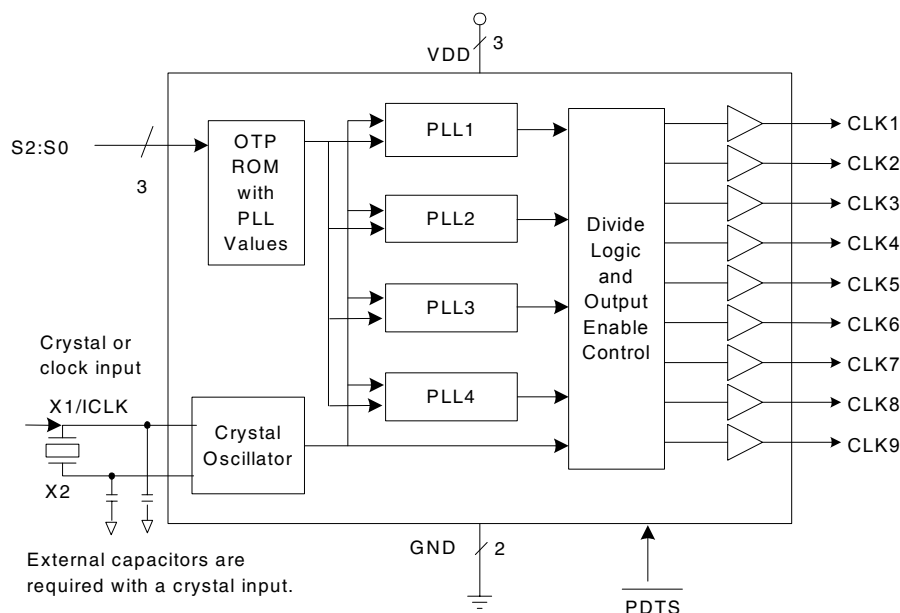 VDD
3
S2:S0
3
OTP
ROM
with
PLL
Values
PLL1
PLL2
PLL3
PLL4
Divide
Logic
and
Output
Enable
Control
CLK1
CLK2
CLK3
CLK4
CLK5
CLK6
CLK7
CLK8
CLK9
Crystal or
clock input
X1/ICLK
X2
Crystal
Oscillator
External capacitors are
required with a crystal input.
GND
2
PDTS